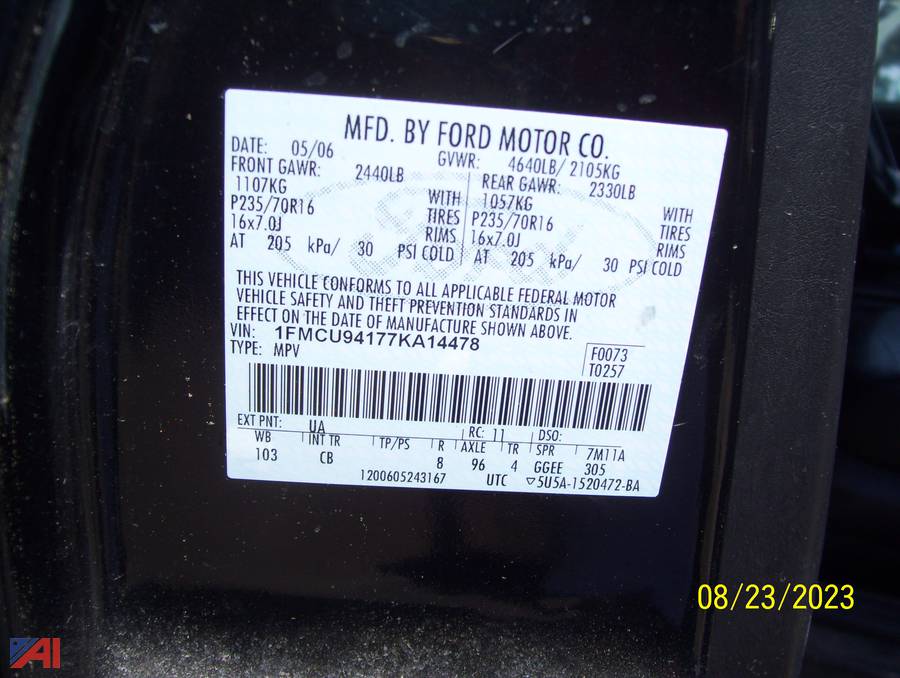 MFD. BY FORD MOTOR CO.
DATE: 05/06 GVWR: 4640LB/ 2105KG
FRONT GAWR: 2440LB REAR GAWR: 2330LB
1107KG WITH 1057KG WITH
P235/70R16 TIRES P235/70R16 TIRES
16x7.0J RIMS 16x7.0J RIMS
AT 205 kPa/ 30 PSI COLD AT 205 kPa/ 30 PSI COLD
THIS VEHICLE CONFORMS TO ALL APPLICABLE FEDERAL MOTOR
VEHICLE SAFETY AND THEFT PREVENTION STANDARDS IN
EFFECT ON THE DATE OF MANUFACTURE SHOWN ABOVE.
VIN: 1FMCU94177KA14478
TYPE: MPV F0073
T0257
EXT PNT: UA RC: 11 DSO:
WB INT TR TP/PS R AXLE TR SPR 7M11A
103 CB 8 96 4 GGEE 305
1200605243167 UTC ▽5U5A-1520472-BA
08/23/2023
AI